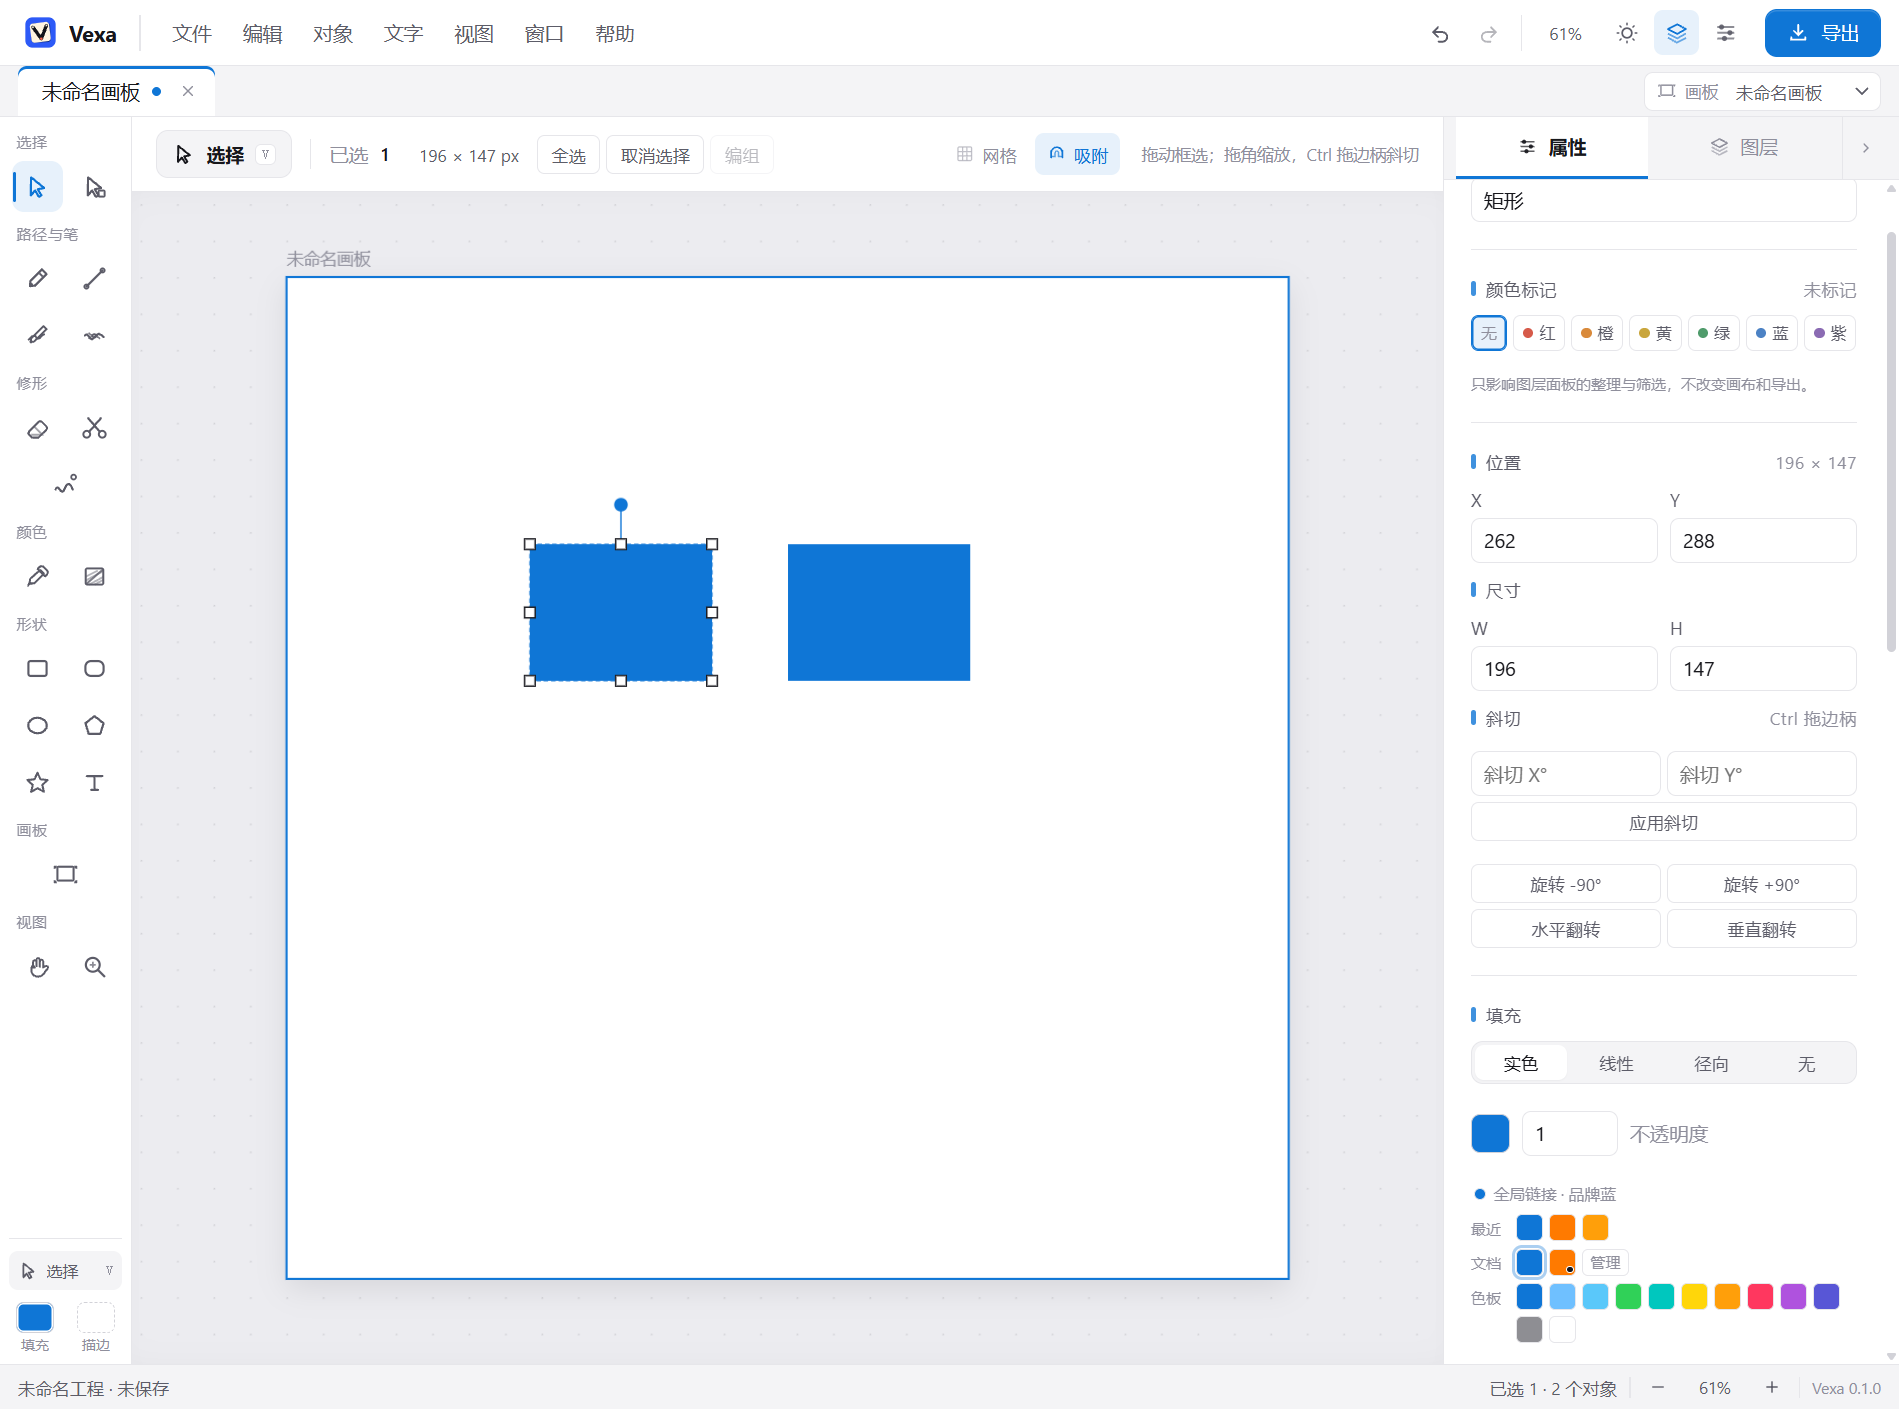 Vexa
文件 编辑 对象 文字 视图 窗口 帮助
61%
导出
未命名画板
画板 未命名画板
选择
选择 V
已选 1 196 × 147 px
全选
取消选择
编组
网格
吸附
拖动框选；拖角缩放，Ctrl 拖边柄斜切
属性
图层
路径与笔
修形
颜色
形状
画板
视图
选择 V
填充 描边
未命名画板
矩形
颜色标记 未标记
无 红 橙 黄 绿 蓝 紫
只影响图层面板的整理与筛选，不改变画布和导出。
位置 196 × 147
X Y
262 288
尺寸
W H
196 147
斜切 Ctrl 拖边柄
斜切 X° 斜切 Y°
应用斜切
旋转 -90° 旋转 +90°
水平翻转 垂直翻转
填充
实色 线性 径向 无
1 不透明度
全局链接 · 品牌蓝
最近
文档 管理
色板
未命名工程 · 未保存
已选 1 · 2 个对象
61%
Vexa 0.1.0